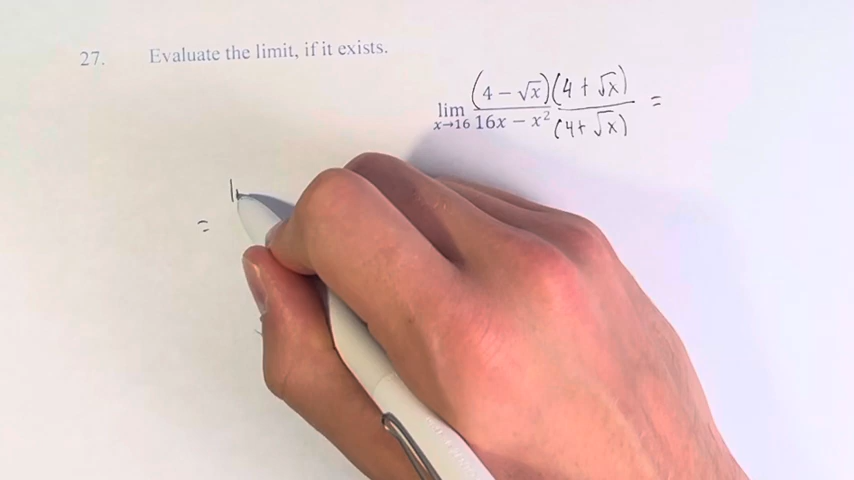 27. Evaluate the limit, if it exists.
lim x→16 (4 − √x)(4 + √x) / 16x − x² (4 + √x) =
= l